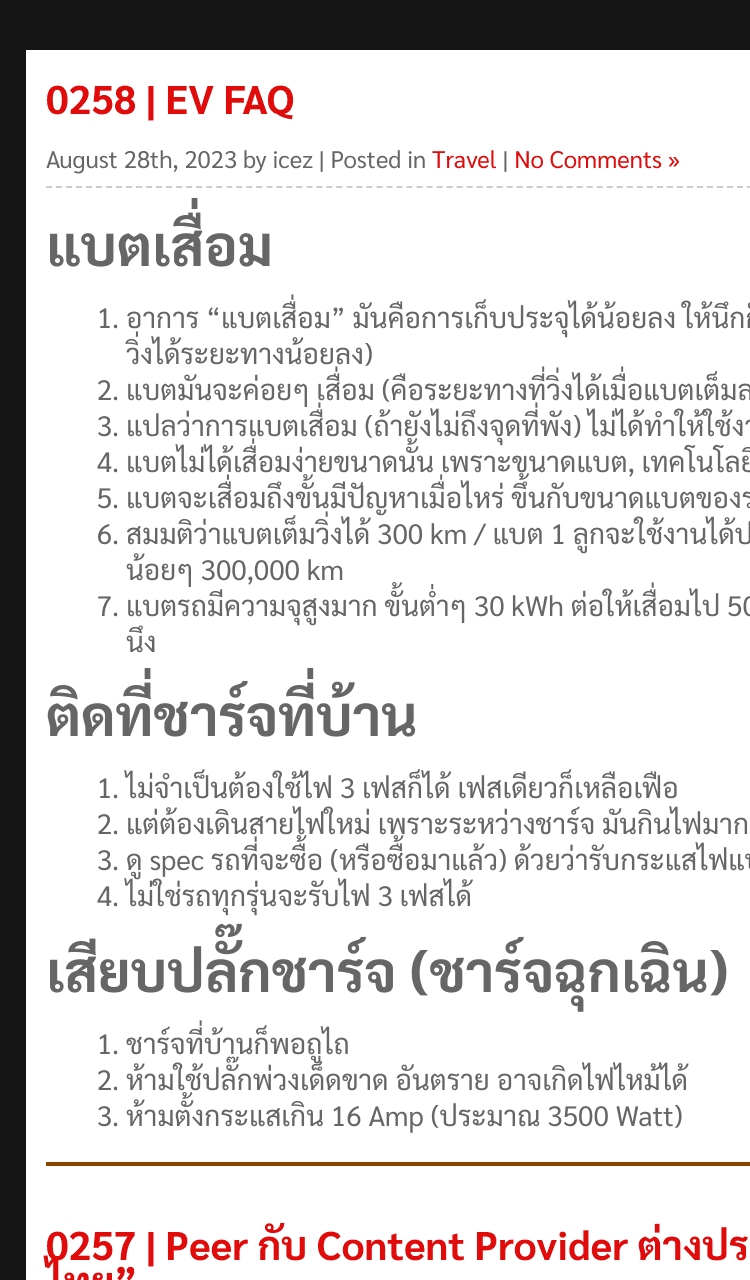 0258 | EV FAQ
August 28th, 2023 by icez | Posted in Travel | No Comments »
แบตเสื่อม
1. อาการ “แบตเสื่อม” มันคือการเก็บประจุได้น้อยลง ให้นึก
วิ่งได้ระยะทางน้อยลง)
2. แบตมันจะค่อยๆ เสื่อม (คือระยะทางที่วิ่งได้เมื่อแบตเต็ม
3. แปลว่าการแบตเสื่อม (ถ้ายังไม่ถึงจุดที่พัง) ไม่ได้ทำให้ใช้
4. แบตไม่ได้เสื่อมง่ายขนาดนั้น เพราะขนาดแบต, เทคโนโลยี
5. แบตจะเสื่อมถึงขั้นมีปัญหาเมื่อไหร่ ขึ้นกับขนาดแบตของ
6. สมมติว่าแบตเต็มวิ่งได้ 300 km / แบต 1 ลูกจะใช้งานได้
น้อยๆ 300,000 km
7. แบตรถมีความจุสูงมาก ขั้นต่ำๆ 30 kWh ต่อให้เสื่อมไป 50
นึง
ติดที่ชาร์จที่บ้าน
1. ไม่จำเป็นต้องใช้ไฟ 3 เฟสก็ได้ เฟสเดียวก็เหลือเฟือ
2. แต่ต้องเดินสายไฟใหม่ เพราะระหว่างชาร์จ มันกินไฟมาก
3. ดู spec รถที่จะซื้อ (หรือซื้อมาแล้ว) ด้วยว่ารับกระแสไฟ
4. ไม่ใช่รถทุกรุ่นจะรับไฟ 3 เฟสได้
เสียบปลั๊กชาร์จ (ชาร์จฉุกเฉิน)
1. ชาร์จที่บ้านก็พอถูไถ
2. ห้ามใช้ปลั๊กพ่วงเด็ดขาด อันตราย อาจเกิดไฟไหม้ได้
3. ห้ามตั้งกระแสเกิน 16 Amp (ประมาณ 3500 Watt)
0257 | Peer กับ Content Provider ต่างปร
ไทย”